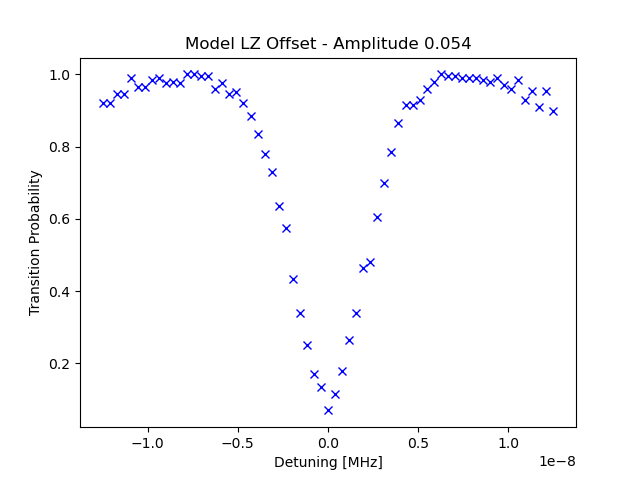 Model LZ Offset - Amplitude 0.054
1.0
0.8
0.6
0.4
0.2
Transition Probability
−1.0 −0.5 0.0 0.5 1.0
1e−8
Detuning [MHz]